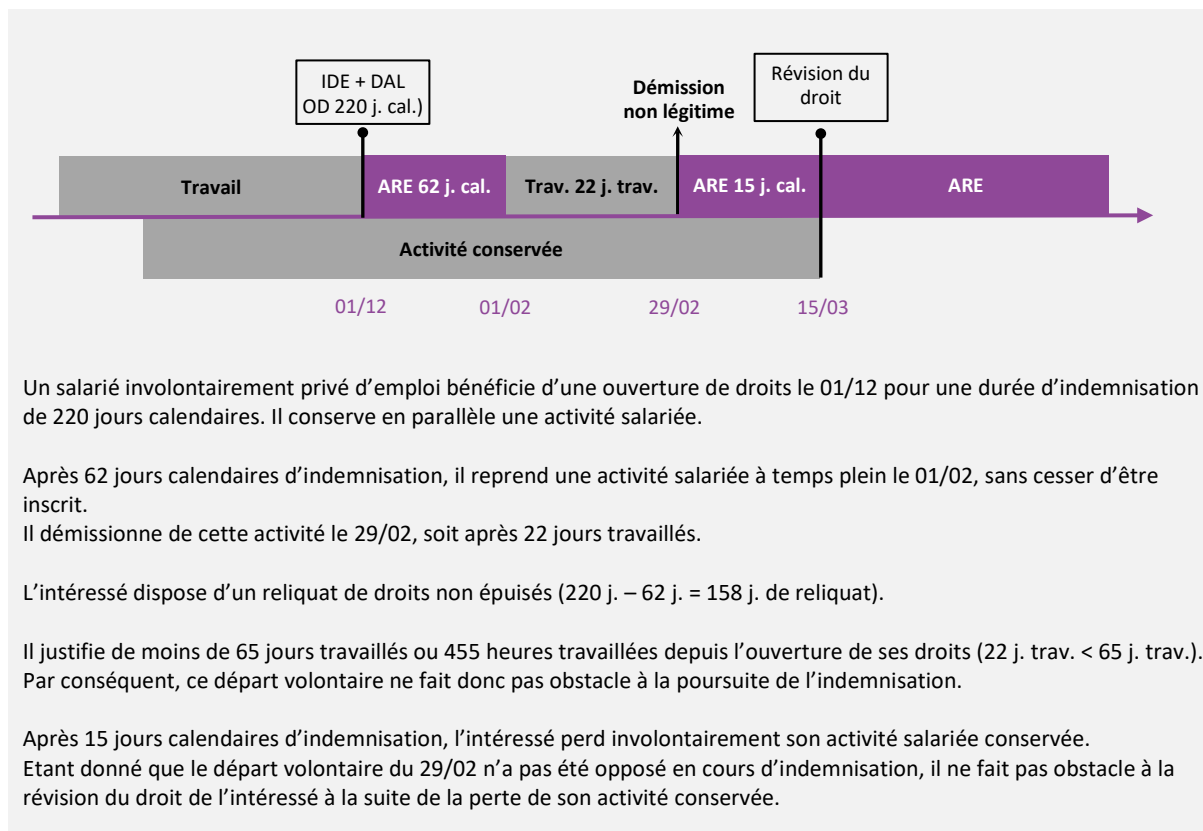 IDE + DAL
OD 220 j. cal.)
Démission
non légitime
Révision du
droit
Travail
ARE 62 j. cal.
Trav. 22 j. trav.
ARE 15 j. cal.
ARE
Activité conservée
01/12
01/02
29/02
15/03
Un salarié involontairement privé d’emploi bénéficie d’une ouverture de droits le 01/12 pour une durée d’indemnisation
de 220 jours calendaires. Il conserve en parallèle une activité salariée.
Après 62 jours calendaires d’indemnisation, il reprend une activité salariée à temps plein le 01/02, sans cesser d’être
inscrit.
Il démissionne de cette activité le 29/02, soit après 22 jours travaillés.
L’intéressé dispose d’un reliquat de droits non épuisés (220 j. – 62 j. = 158 j. de reliquat).
Il justifie de moins de 65 jours travaillés ou 455 heures travaillées depuis l’ouverture de ses droits (22 j. trav. < 65 j. trav.).
Par conséquent, ce départ volontaire ne fait donc pas obstacle à la poursuite de l’indemnisation.
Après 15 jours calendaires d’indemnisation, l’intéressé perd involontairement son activité salariée conservée.
Etant donné que le départ volontaire du 29/02 n’a pas été opposé en cours d’indemnisation, il ne fait pas obstacle à la
révision du droit de l’intéressé à la suite de la perte de son activité conservée.